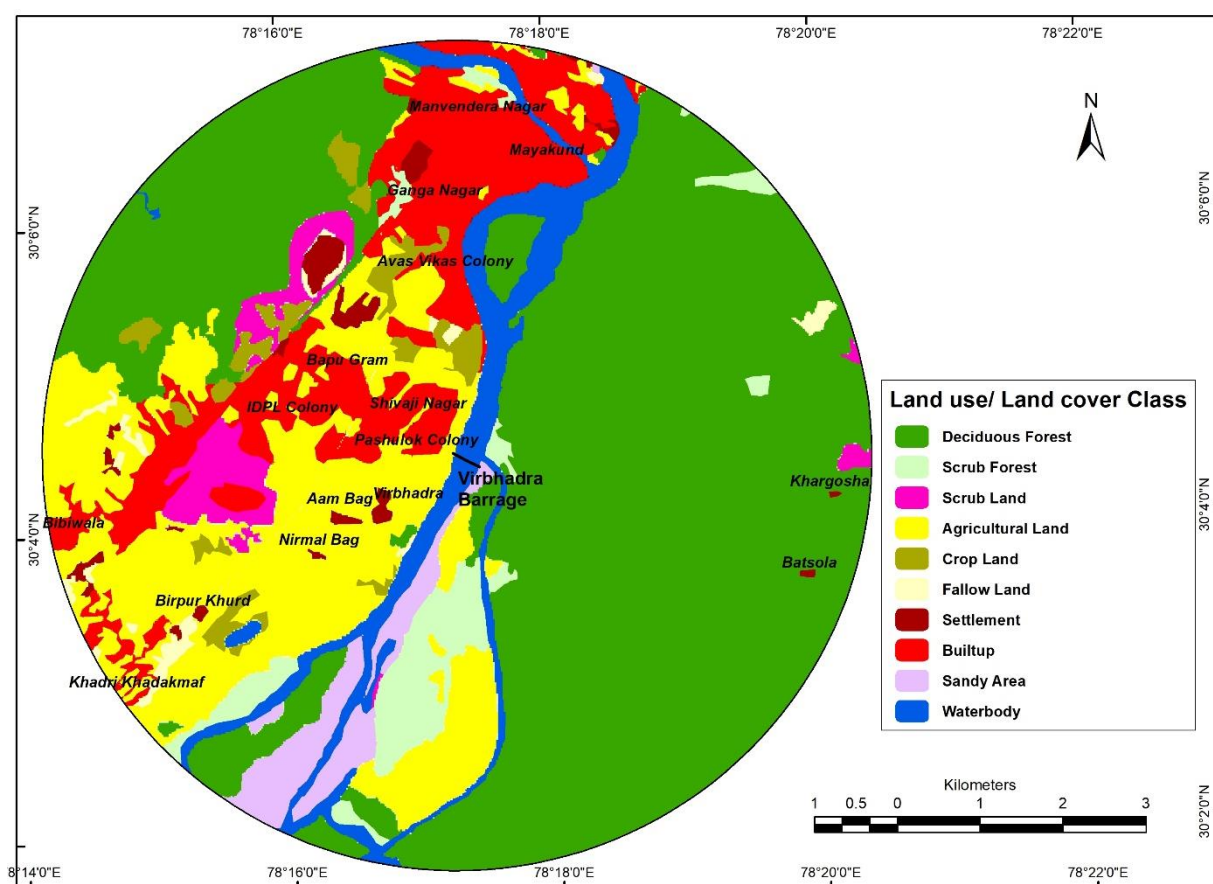 78°16'0"E
78°18'0"E
78°20'0"E
78°22'0"E
N
Manvendera Nagar
Mayakund
Ganga Nagar
30°6'0"N
30°6'0"N
Avas Vikas Colony
Bapu Gram
IDPL Colony
Shivaji Nagar
Pashulok Colony
Virbhadra
Barrage
Khargosha
Aam Bag
Virbhadra
Bibiwala
30°4'0"N
30°4'0"N
Nirmal Bag
Batsola
Birpur Khurd
Khadri Khadakmaf
Land use/ Land cover Class
Deciduous Forest
Scrub Forest
Scrub Land
Agricultural Land
Crop Land
Fallow Land
Settlement
Builtup
Sandy Area
Waterbody
Kilometers
1 0.5 0 1 2 3
30°2'0"N
78°14'0"E
78°16'0"E
78°18'0"E
78°20'0"E
78°22'0"E